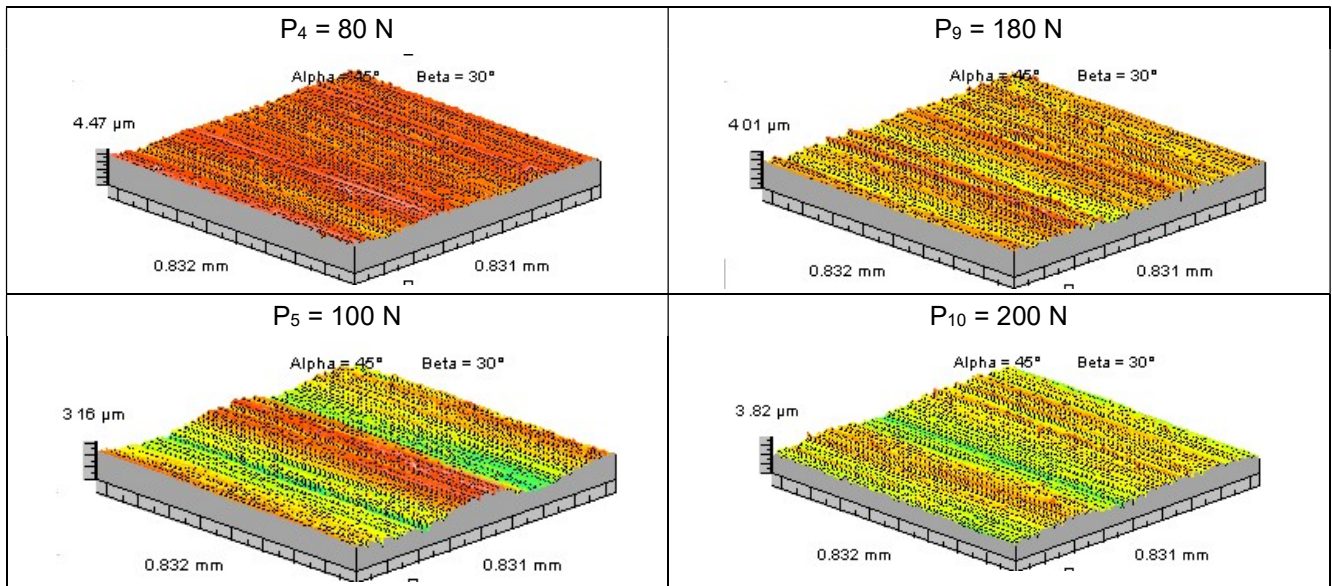 P₄ = 80 N
Alpha = 45° Beta = 30°
4.47 µm
0.832 mm 0.831 mm
P₉ = 180 N
Alpha = 45° Beta = 30°
4.01 µm
0.832 mm 0.831 mm
P₅ = 100 N
Alpha = 45° Beta = 30°
3.16 µm
0.832 mm 0.831 mm
P₁₀ = 200 N
Alpha = 45° Beta = 30°
3.82 µm
0.832 mm 0.831 mm